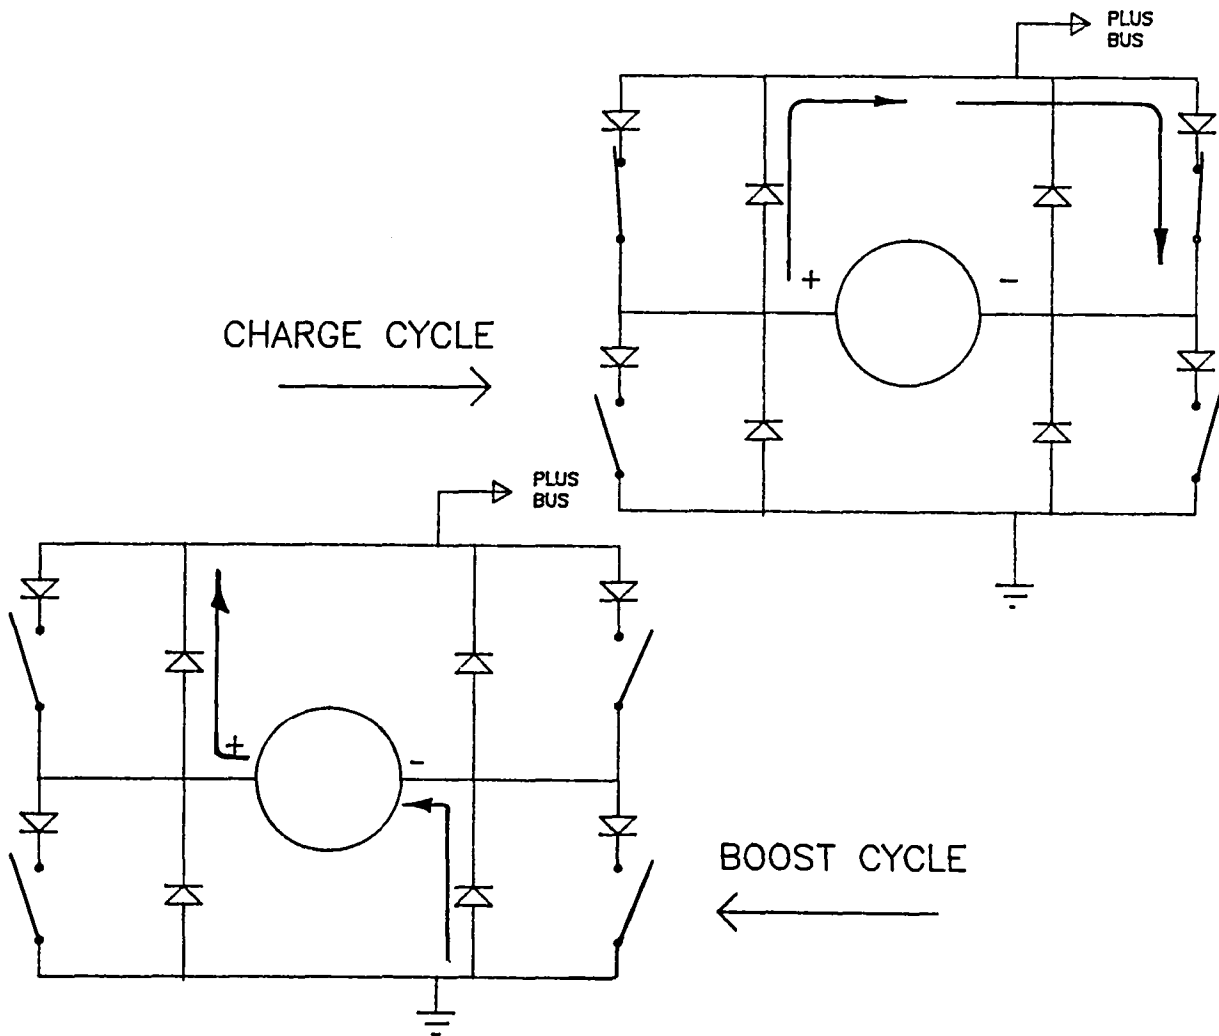 PLUS
BUS
+ -
CHARGE CYCLE
PLUS
BUS
+ -
BOOST CYCLE